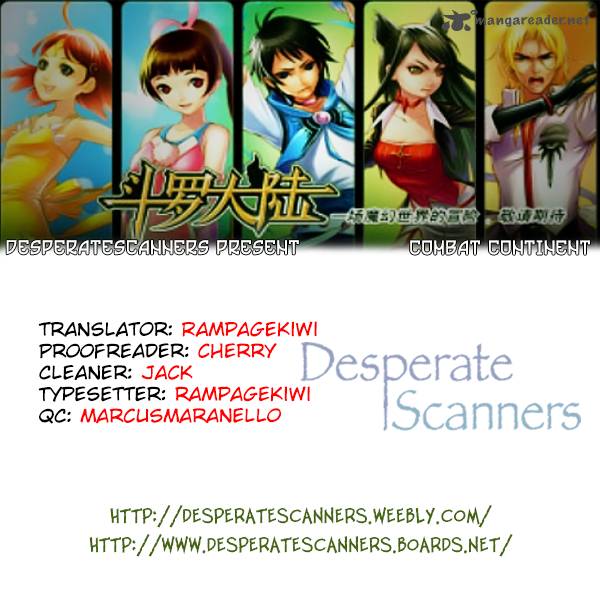 mangareader.net
斗罗大陆
一场魔幻世界的冒险 敬请期待
DESPERATESCANNERS PRESENT COMBAT CONTINENT
TRANSLATOR: RAMPAGEKIWI
PROOFREADER: CHERRY
CLEANER: JACK
TYPESETTER: RAMPAGEKIWI
QC: MARCUSMARANELLO
Desperate
Scanners
HTTP://DESPERATESCANNERS.WEEBLY.COM/
HTTP://WWW.DESPERATESCANNERS.BOARDS.NET/